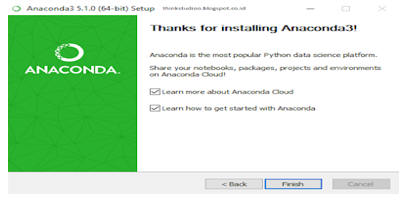 Anaconda3 5.1.0 (64-bit) Setup thinkstudioo.blogspot.co.id
Thanks for installing Anaconda3!
ANACONDA.
Anaconda is the most popular Python data science platform.
Share your notebooks, packages, projects and environments
on Anaconda Cloud!
Learn more about Anaconda Cloud
Learn how to get started with Anaconda
< Back
Finish
Cancel